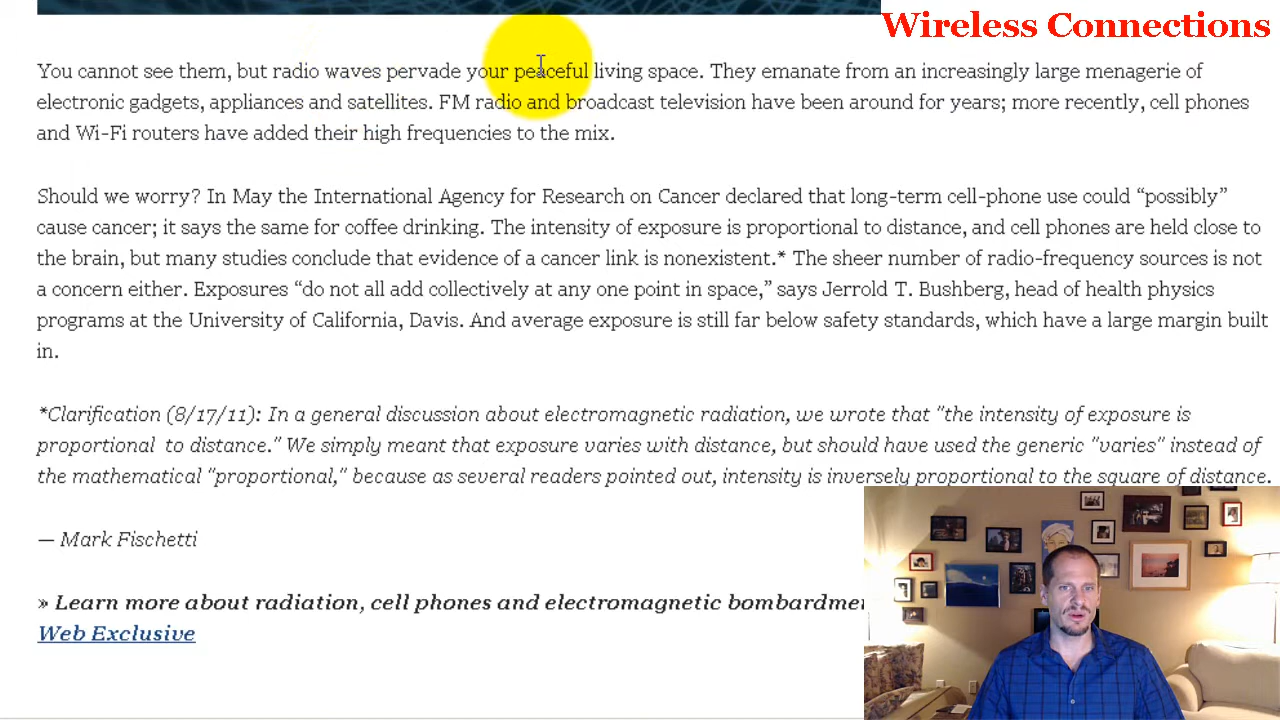 Wireless Connections
You cannot see them, but radio waves pervade your peaceful living space. They emanate from an increasingly large menagerie of
electronic gadgets, appliances and satellites. FM radio and broadcast television have been around for years; more recently, cell phones
and Wi-Fi routers have added their high frequencies to the mix.
Should we worry? In May the International Agency for Research on Cancer declared that long-term cell-phone use could “possibly”
cause cancer; it says the same for coffee drinking. The intensity of exposure is proportional to distance, and cell phones are held close to
the brain, but many studies conclude that evidence of a cancer link is nonexistent.* The sheer number of radio-frequency sources is not
a concern either. Exposures “do not all add collectively at any one point in space,” says Jerrold T. Bushberg, head of health physics
programs at the University of California, Davis. And average exposure is still far below safety standards, which have a large margin built
in.
*Clarification (8/17/11): In a general discussion about electromagnetic radiation, we wrote that "the intensity of exposure is
proportional to distance." We simply meant that exposure varies with distance, but should have used the generic "varies" instead of
the mathematical "proportional," because as several readers pointed out, intensity is inversely proportional to the square of distance.
— Mark Fischetti
» Learn more about radiation, cell phones and electromagnetic
Web Exclusive